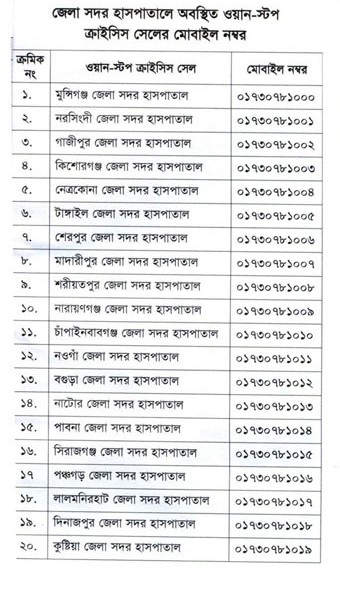 জেলা সদর হাসপাতালে অবস্থিত ওয়ান-স্টপ
ক্রাইসিস সেলের মোবাইল নম্বর
ক্রমিক নং ওয়ান-স্টপ ক্রাইসিস সেল মোবাইল নম্বর
১. মুন্সিগঞ্জ জেলা সদর হাসপাতাল ০১৭৩০৭৮১০০০
২. নরসিংদী জেলা সদর হাসপাতাল ০১৭৩০৭৮১০০১
৩. গাজীপুর জেলা সদর হাসপাতাল ০১৭৩০৭৮১০০২
৪. কিশোরগঞ্জ জেলা সদর হাসপাতাল ০১৭৩০৭৮১০০৩
৫. নেত্রকোনা জেলা সদর হাসপাতাল ০১৭৩০৭৮১০০৪
৬. টাঙ্গাইল জেলা সদর হাসপাতাল ০১৭৩০৭৮১০০৫
৭. শেরপুর জেলা সদর হাসপাতাল ০১৭৩০৭৮১০০৬
৮. মাদারীপুর জেলা সদর হাসপাতাল ০১৭৩০৭৮১০০৭
৯. শরীয়তপুর জেলা সদর হাসপাতাল ০১৭৩০৭৮১০০৮
১০. নারায়ণগঞ্জ জেলা সদর হাসপাতাল ০১৭৩০৭৮১০০৯
১১. চাঁপাইনবাবগঞ্জ জেলা সদর হাসপাতাল ০১৭৩০৭৮১০১০
১২. নওগাঁ জেলা সদর হাসপাতাল ০১৭৩০৭৮১০১১
১৩. বগুড়া জেলা সদর হাসপাতাল ০১৭৩০৭৮১০১২
১৪. নাটোর জেলা সদর হাসপাতাল ০১৭৩০৭৮১০১৩
১৫. পাবনা জেলা সদর হাসপাতাল ০১৭৩০৭৮১০১৪
১৬. সিরাজগঞ্জ জেলা সদর হাসপাতাল ০১৭৩০৭৮১০১৫
১৭ পঞ্চগড় জেলা সদর হাসপাতাল ০১৭৩০৭৮১০১৬
১৮. লালমনিরহাট জেলা সদর হাসপাতাল ০১৭৩০৭৮১০১৭
১৯. দিনাজপুর জেলা সদর হাসপাতাল ০১৭৩০৭৮১০১৮
২০. কুষ্টিয়া জেলা সদর হাসপাতাল ০১৭৩০৭৮১০১৯